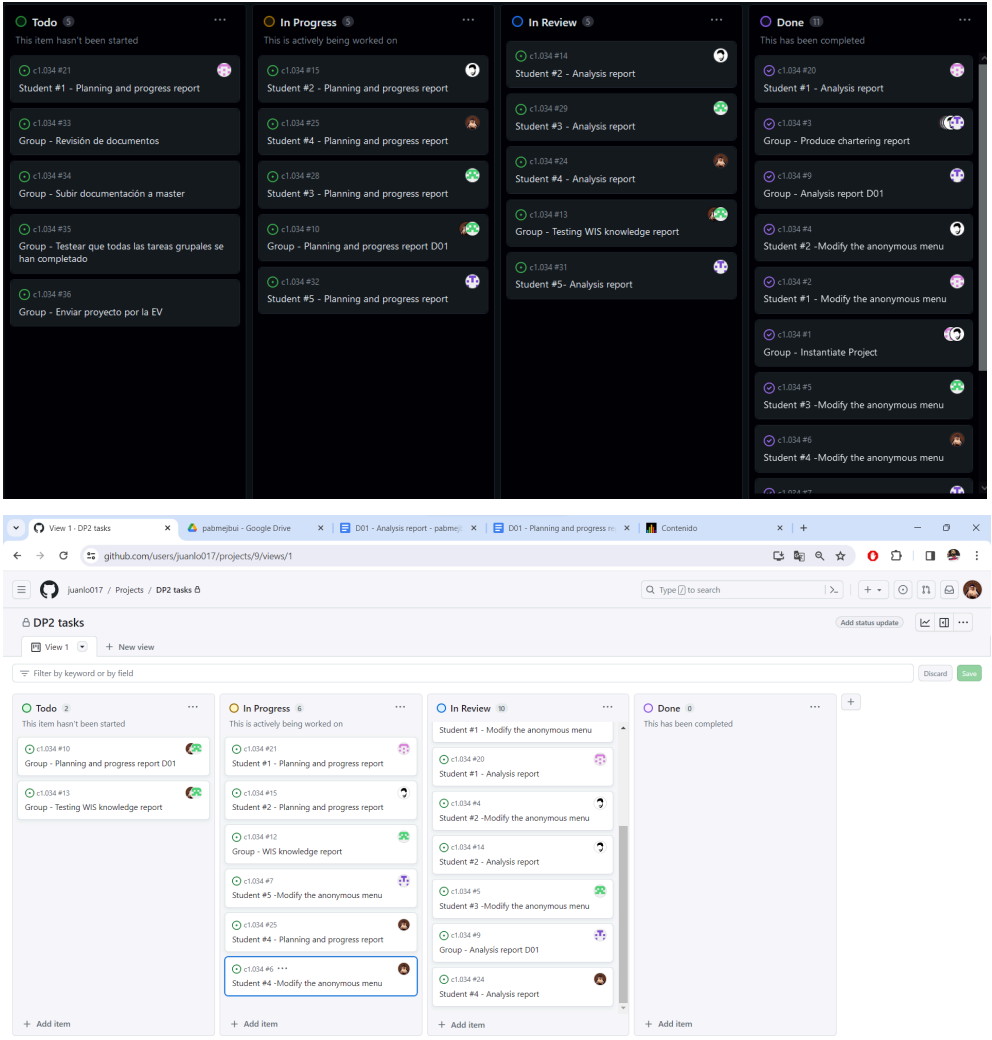 Todo 5
This item hasn't been started
c1.034 #21
Student #1 - Planning and progress report
c1.034 #33
Group - Revisión de documentos
c1.034 #34
Group - Subir documentación a master
c1.034 #35
Group - Testear que todas las tareas grupales se
han completado
c1.034 #36
Group - Enviar proyecto por la EV
In Progress 5
This is actively being worked on
c1.034 #15
Student #2 - Planning and progress report
c1.034 #25
Student #4 - Planning and progress report
c1.034 #28
Student #3 - Planning and progress report
c1.034 #10
Group - Planning and progress report D01
c1.034 #32
Student #5 - Planning and progress report
In Review 5
c1.034 #14
Student #2 - Analysis report
c1.034 #29
Student #3 - Analysis report
c1.034 #24
Student #4 - Analysis report
c1.034 #13
Group - Testing WIS knowledge report
c1.034 #31
Student #5- Analysis report
Done 11
This has been completed
c1.034 #20
Student #1 - Analysis report
c1.034 #3
Group - Produce chartering report
c1.034 #9
Group - Analysis report D01
c1.034 #4
Student #2 -Modify the anonymous menu
c1.034 #2
Student #1 - Modify the anonymous menu
c1.034 #1
Group - Instantiate Project
c1.034 #5
Student #3 -Modify the anonymous menu
c1.034 #6
Student #4 -Modify the anonymous menu
c1.034 #7
View 1 · DP2 tasks
pabmejbui - Google Drive
D01 - Analysis report - pabmej
D01 - Planning and progress re
Contenido
github.com/users/juanlo017/projects/9/views/1
juanlo017 / Projects / DP2 tasks
Type / to search
DP2 tasks
Add status update
View 1
+ New view
Filter by keyword or by field
Discard
Save
Todo 2
This item hasn't been started
c1.034 #10
Group - Planning and progress report D01
c1.034 #13
Group - Testing WIS knowledge report
+ Add item
In Progress 6
This is actively being worked on
c1.034 #21
Student #1 - Planning and progress report
c1.034 #15
Student #2 - Planning and progress report
c1.034 #12
Group - WIS knowledge report
c1.034 #7
Student #5 -Modify the anonymous menu
c1.034 #25
Student #4 - Planning and progress report
c1.034 #6 ···
Student #4 -Modify the anonymous menu
+ Add item
In Review 10
Student #1 - Modify the anonymous menu
c1.034 #20
Student #1 - Analysis report
c1.034 #4
Student #2 -Modify the anonymous menu
c1.034 #14
Student #2 - Analysis report
c1.034 #5
Student #3 -Modify the anonymous menu
c1.034 #9
Group - Analysis report D01
c1.034 #24
Student #4 - Analysis report
+ Add item
Done 0
This has been completed
+ Add item